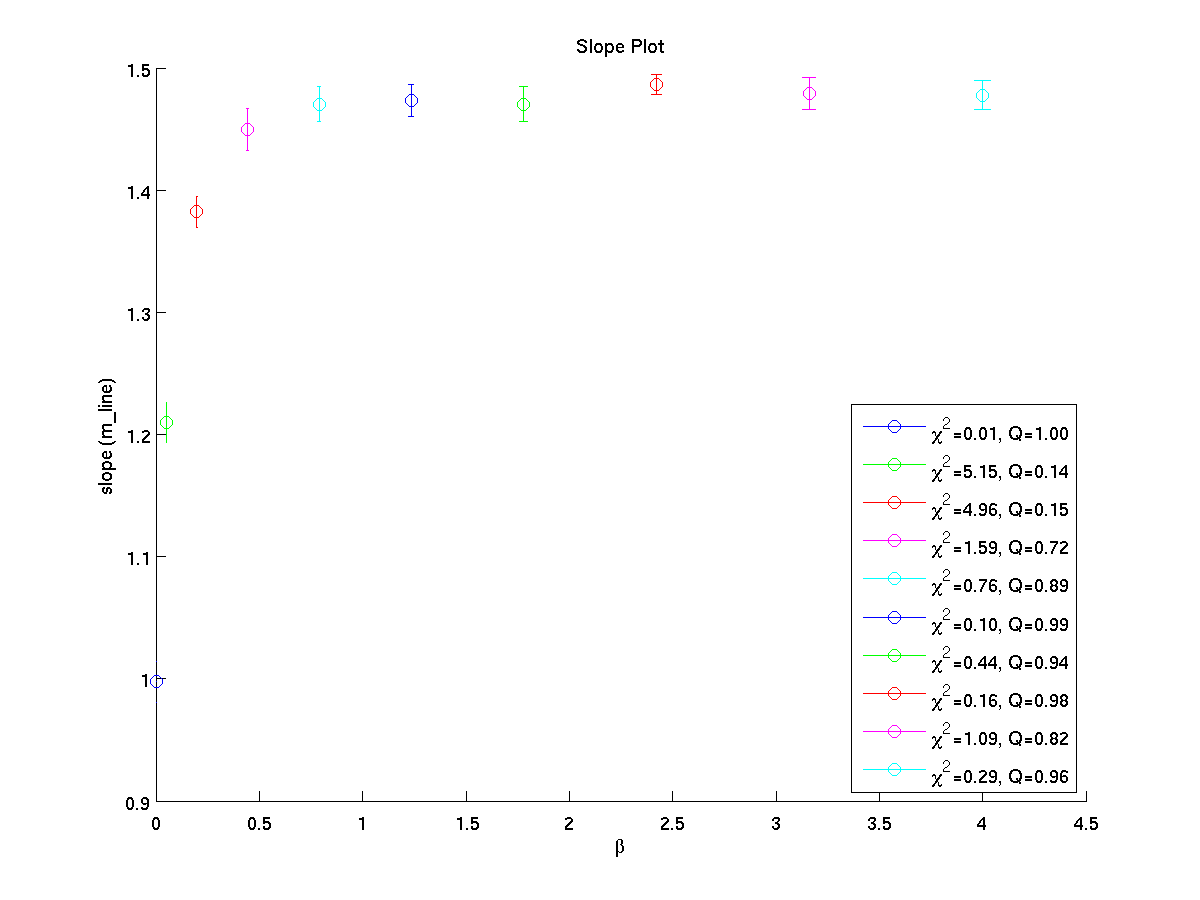 Slope Plot
1.5
1.4
1.3
1.2
1.1
1
0.9
slope (m_line)
0
0.5
1
1.5
2
2.5
3
3.5
4
4.5
β
χ²=0.01, Q=1.00
χ²=5.15, Q=0.14
χ²=4.96, Q=0.15
χ²=1.59, Q=0.72
χ²=0.76, Q=0.89
χ²=0.10, Q=0.99
χ²=0.44, Q=0.94
χ²=0.16, Q=0.98
χ²=1.09, Q=0.82
χ²=0.29, Q=0.96